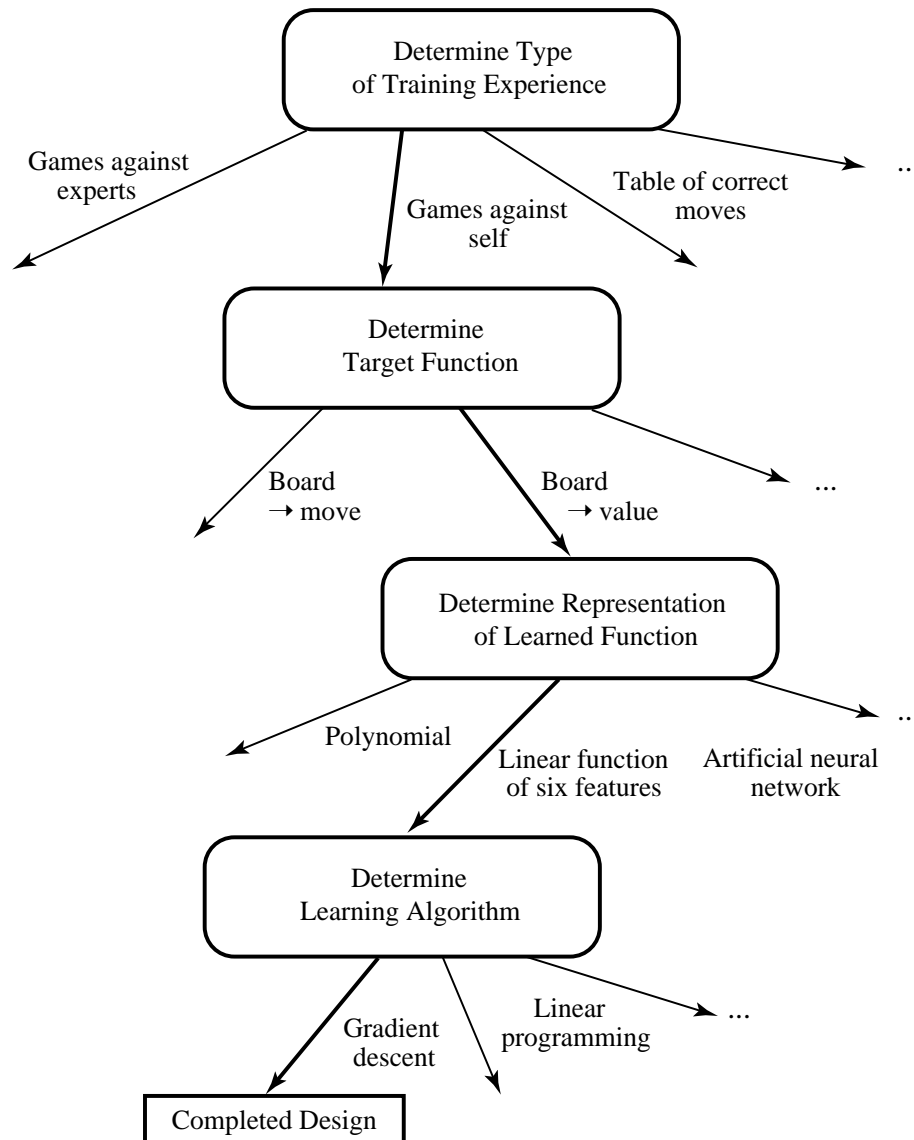 Determine Type
of Training Experience
Games against
experts
Games against
self
Table of correct
moves
..
Determine
Target Function
Board
→ move
Board
→ value
...
Determine Representation
of Learned Function
Polynomial
Linear function
of six features
Artificial neural
network
..
Determine
Learning Algorithm
Gradient
descent
Linear
programming
...
Completed Design